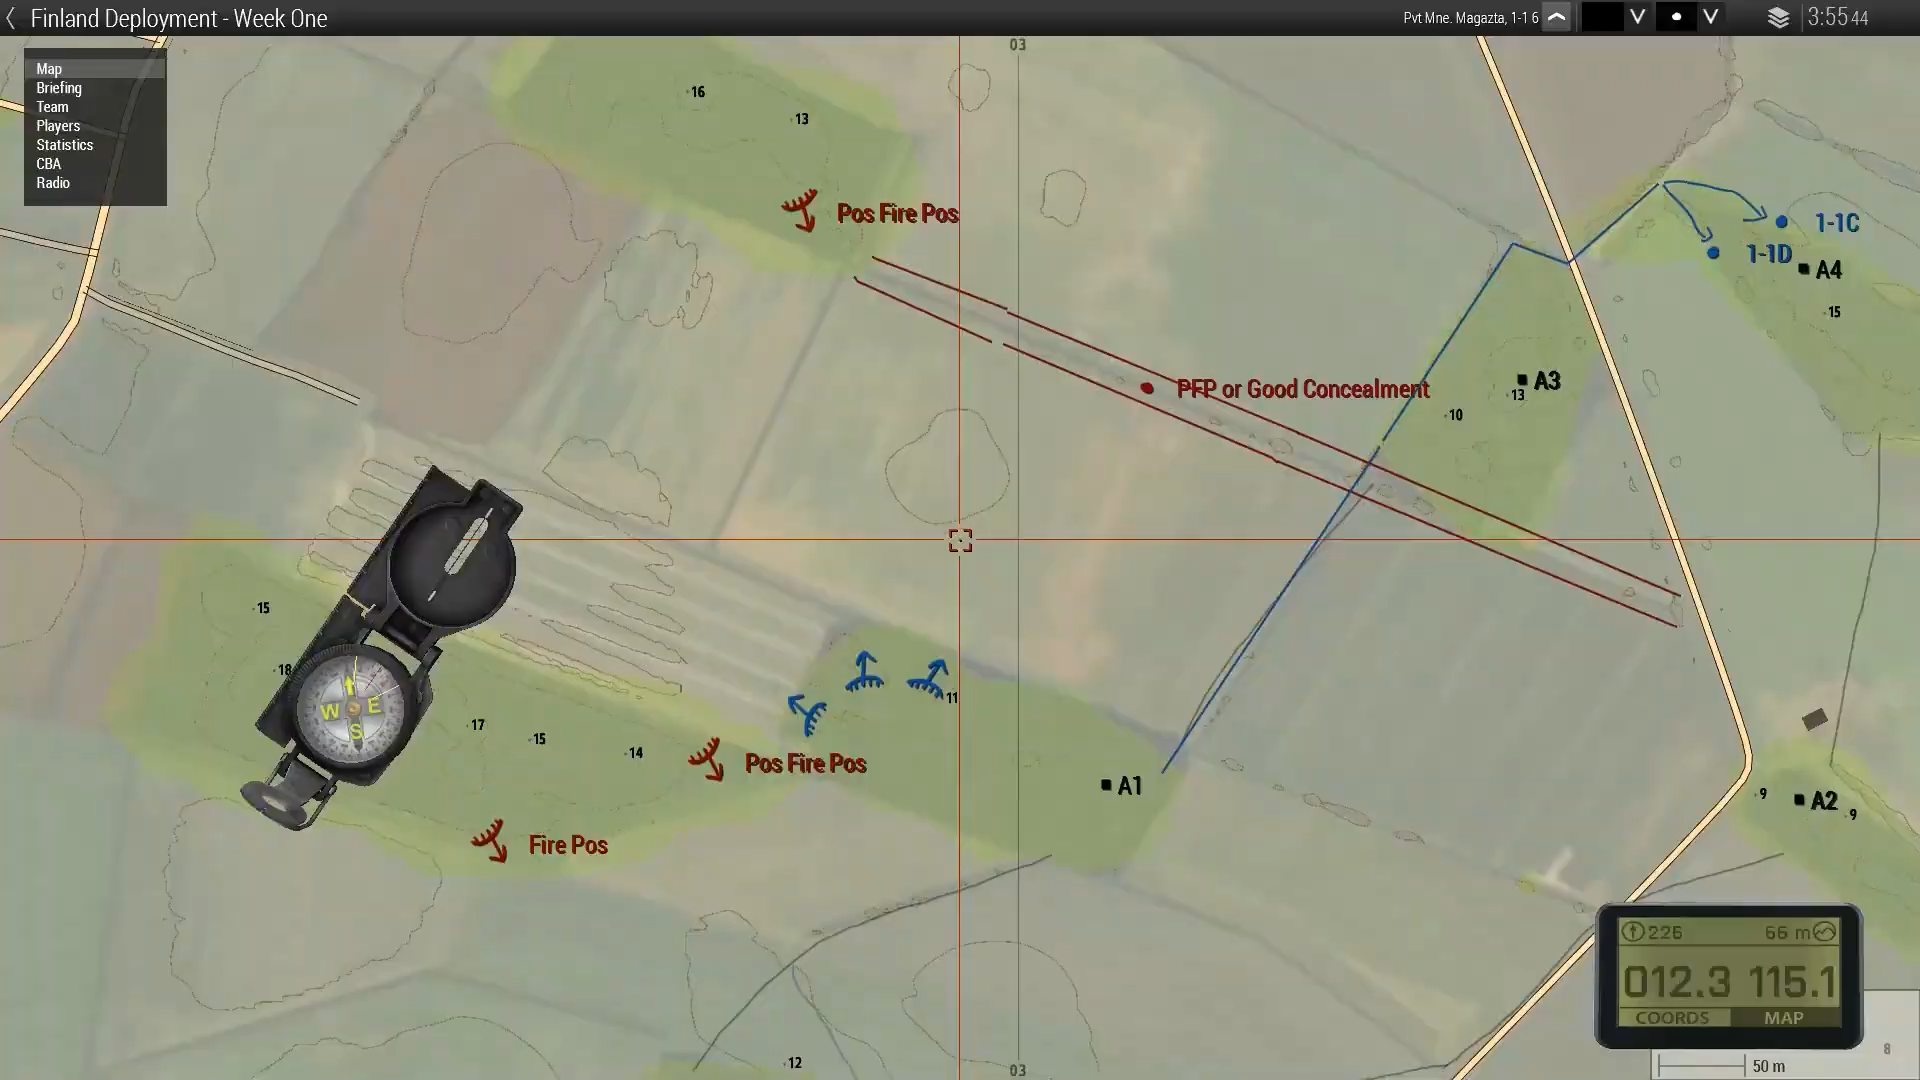 Finland Deployment - Week One
Pvt Mne. Magazta, 1-1 6
3:55 44
Map
Briefing
Team
Players
Statistics
CBA
Radio
03
16
13
Pos Fire Pos
1-1C
1-1D
A4
15
PFP or Good Concealment
A3
13
10
15
18
W E
S
17
15
14
11
Pos Fire Pos
A1
9
A2
9
Fire Pos
226 66 m
012.3 115.1
COORDS MAP
12
03
8
50 m